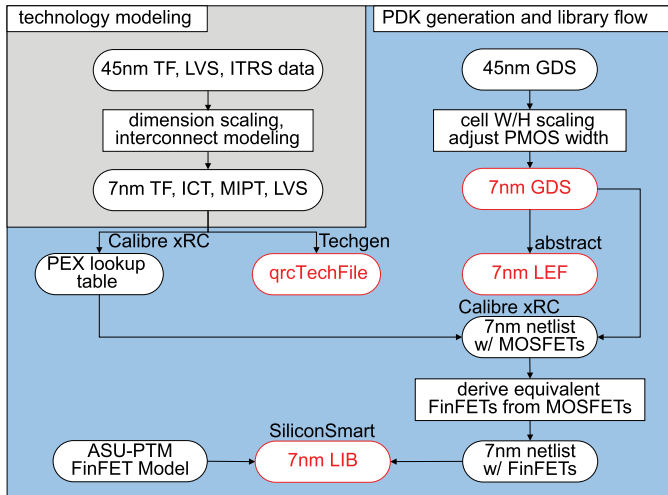 technology modeling
PDK generation and library flow
45nm TF, LVS, ITRS data
45nm GDS
dimension scaling,
interconnect modeling
cell W/H scaling
adjust PMOS width
7nm TF, ICT, MIPT, LVS
7nm GDS
Calibre xRC
Techgen
abstract
PEX lookup
table
qrcTechFile
7nm LEF
Calibre xRC
7nm netlist
w/ MOSFETs
derive equivalent
FinFETs from MOSFETs
SiliconSmart
ASU-PTM
FinFET Model
7nm LIB
7nm netlist
w/ FinFETs